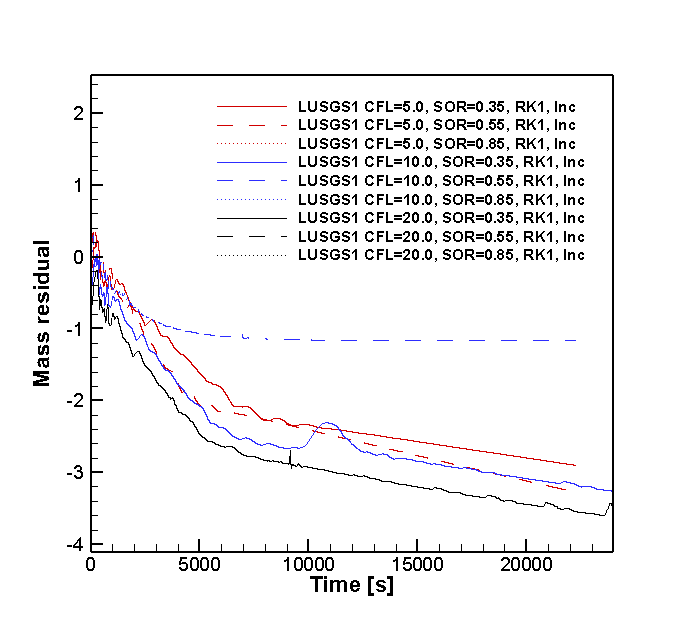 2
1
0
-1
-2
-3
-4
Mass residual
LUSGS1 CFL=5.0, SOR=0.35, RK1, Inc
LUSGS1 CFL=5.0, SOR=0.55, RK1, Inc
LUSGS1 CFL=5.0, SOR=0.85, RK1, Inc
LUSGS1 CFL=10.0, SOR=0.35, RK1, Inc
LUSGS1 CFL=10.0, SOR=0.55, RK1, Inc
LUSGS1 CFL=10.0, SOR=0.85, RK1, Inc
LUSGS1 CFL=20.0, SOR=0.35, RK1, Inc
LUSGS1 CFL=20.0, SOR=0.55, RK1, Inc
LUSGS1 CFL=20.0, SOR=0.85, RK1, Inc
0 5000 10000 15000 20000
Time [s]